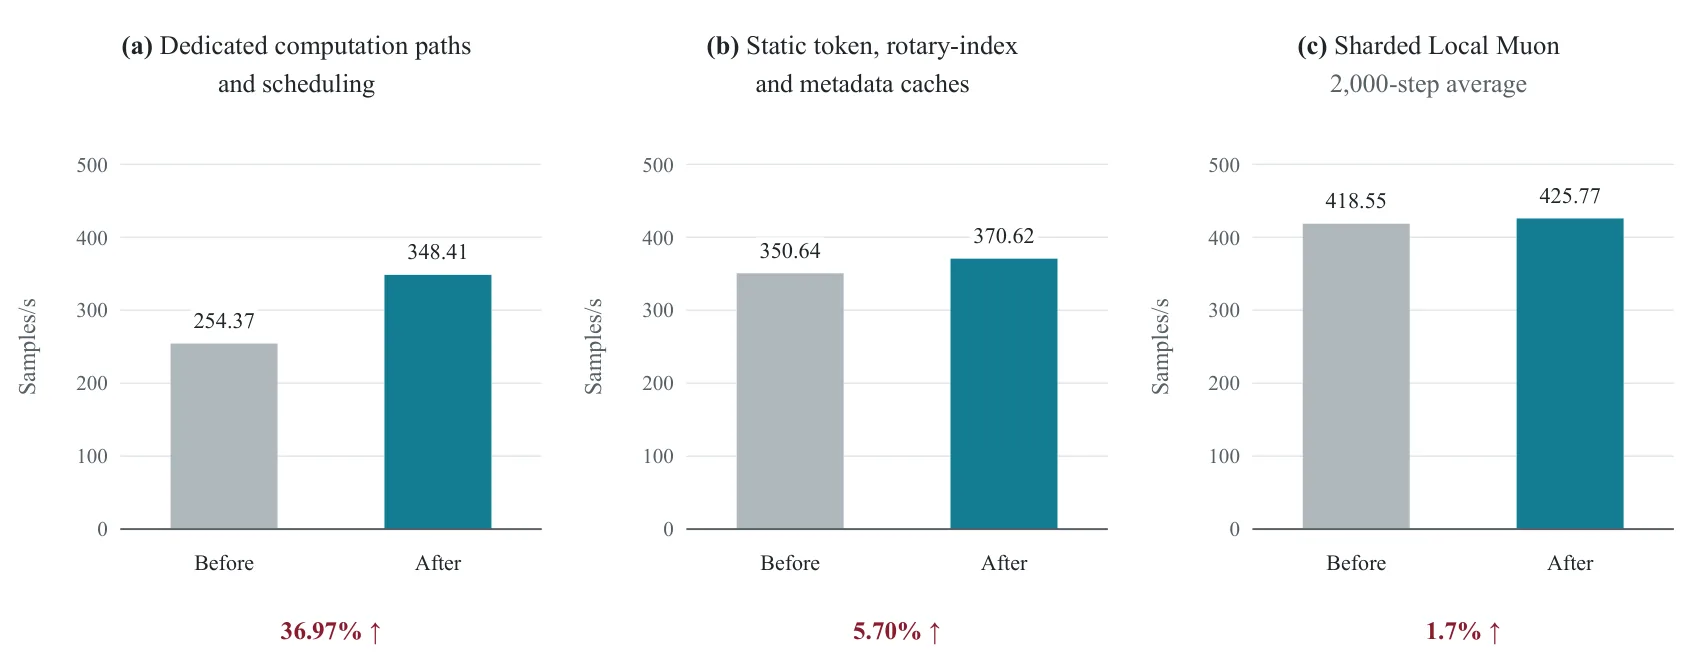 (a) Dedicated computation paths
and scheduling
Samples/s
500
400
300
200
100
0
254.37
348.41
Before
After
36.97% ↑
(b) Static token, rotary-index
and metadata caches
Samples/s
500
400
300
200
100
0
350.64
370.62
Before
After
5.70% ↑
(c) Sharded Local Muon
2,000-step average
Samples/s
500
400
300
200
100
0
418.55
425.77
Before
After
1.7% ↑